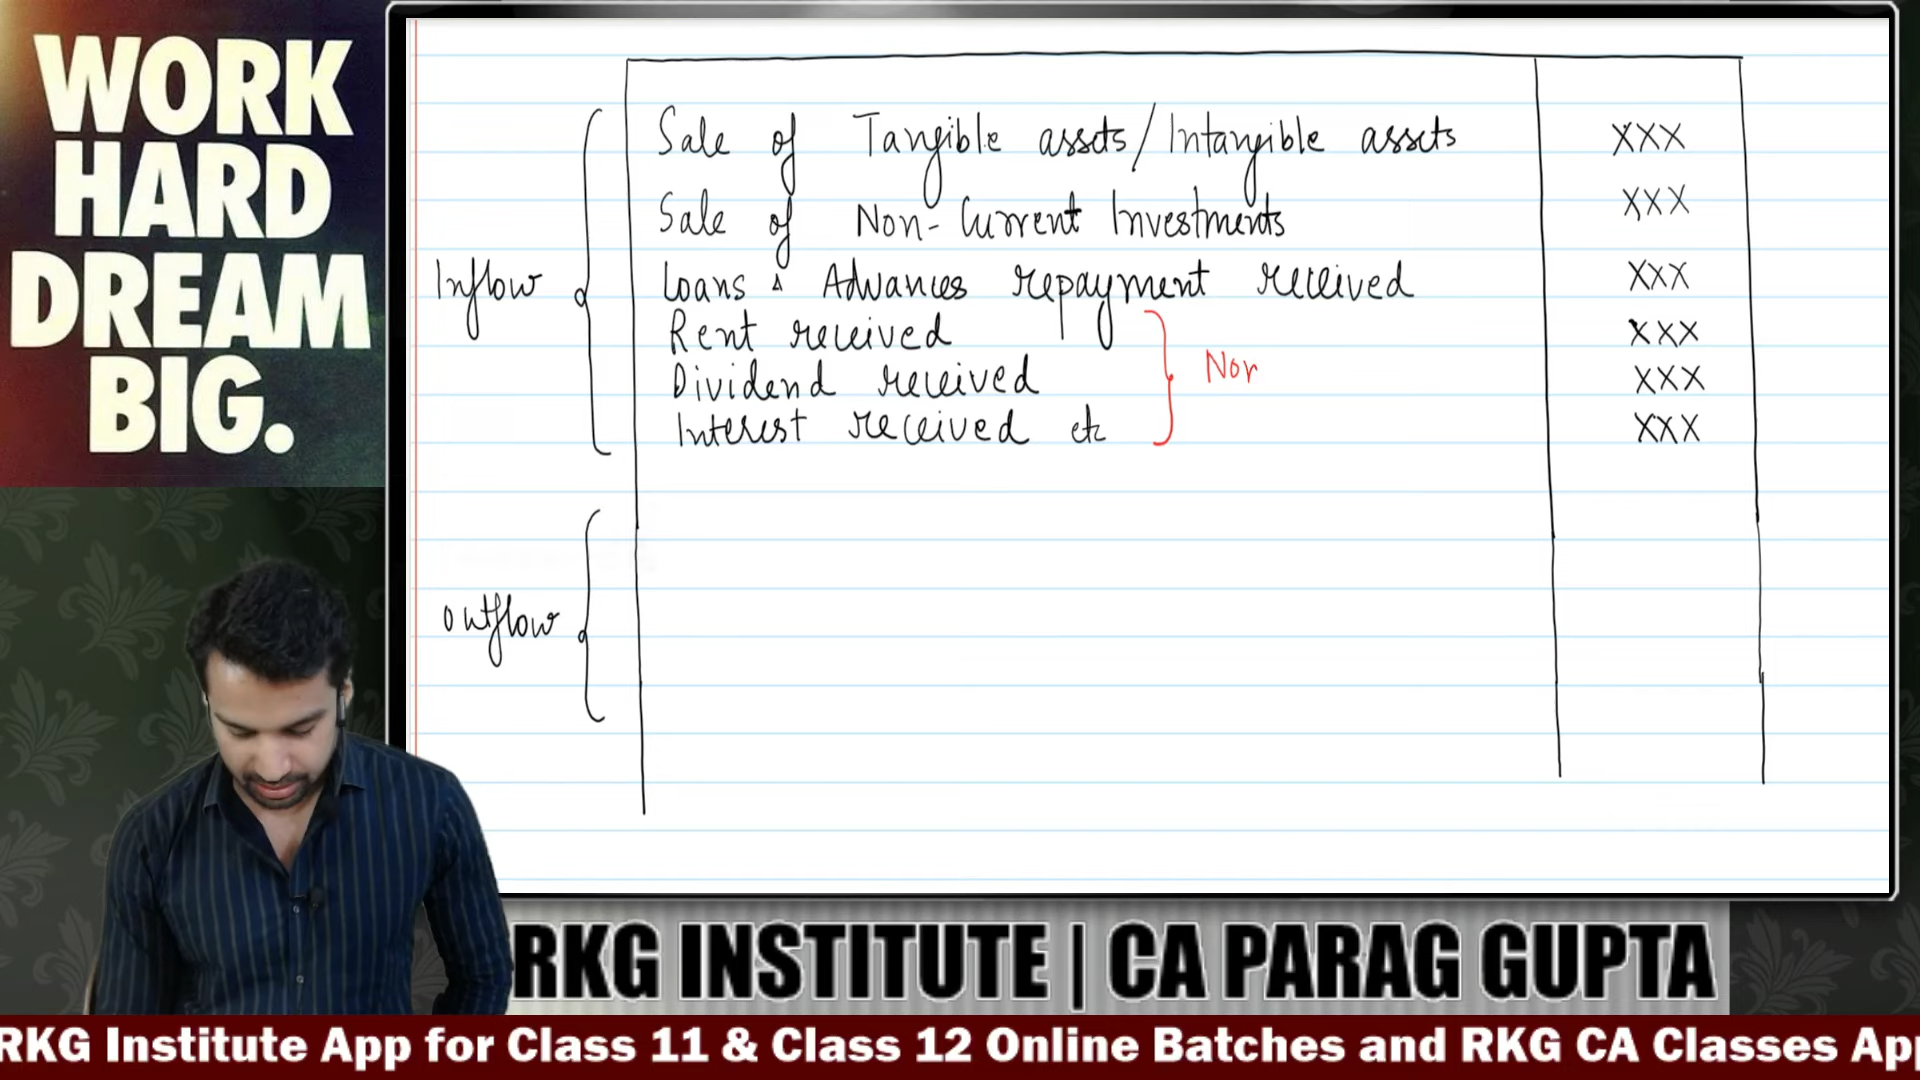 WORK
HARD
DREAM
BIG.
Inflow
Sale of Tangible assets/Intangible assets XXX
Sale of Non-Current Investments XXX
Loans & Advances repayment received XXX
Rent received XXX
Dividend received XXX
Interest received etc XXX
Nor
outflow
RKG INSTITUTE | CA PARAG GUPTA
RKG Institute App for Class 11 & Class 12 Online Batches and RKG CA Classes App